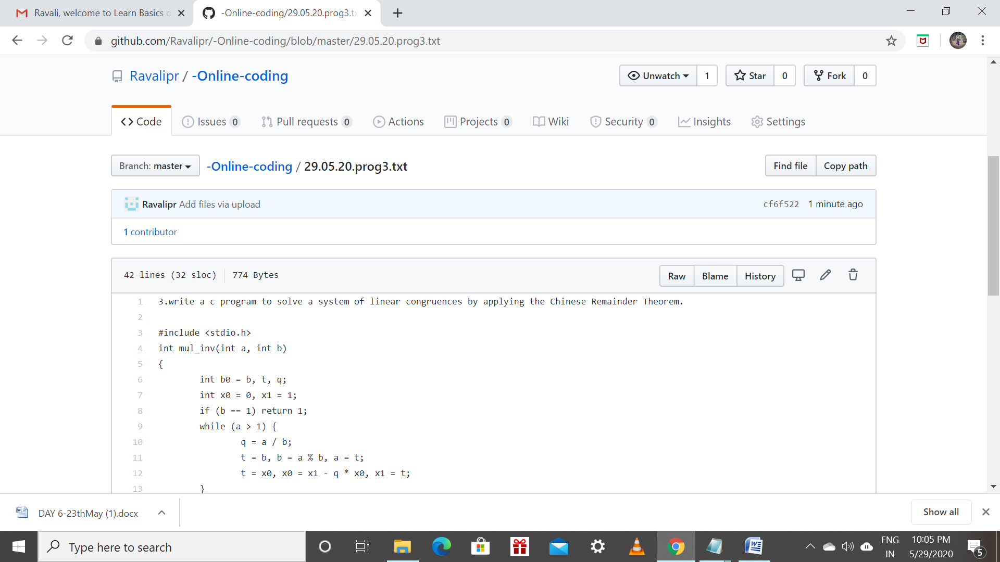 Ravali, welcome to Learn Basics o
-Online-coding/29.05.20.prog3.tx
github.com/Ravalipr/-Online-coding/blob/master/29.05.20.prog3.txt
Ravalipr / -Online-coding
Unwatch 1 Star 0 Fork 0
Code Issues 0 Pull requests 0 Actions Projects 0 Wiki Security 0 Insights Settings
Branch: master -Online-coding / 29.05.20.prog3.txt Find file Copy path
Ravalipr Add files via upload cf6f522 1 minute ago
1 contributor
42 lines (32 sloc) 774 Bytes Raw Blame History
1 3.write a c program to solve a system of linear congruences by applying the Chinese Remainder Theorem.
2
3 #include <stdio.h>
4 int mul_inv(int a, int b)
5 {
6 int b0 = b, t, q;
7 int x0 = 0, x1 = 1;
8 if (b == 1) return 1;
9 while (a > 1) {
10 q = a / b;
11 t = b, b = a % b, a = t;
12 t = x0, x0 = x1 - q * x0, x1 = t;
13 }
DAY 6-23thMay (1).docx Show all
Type here to search
ENG 10:05 PM
IN 5/29/2020 5